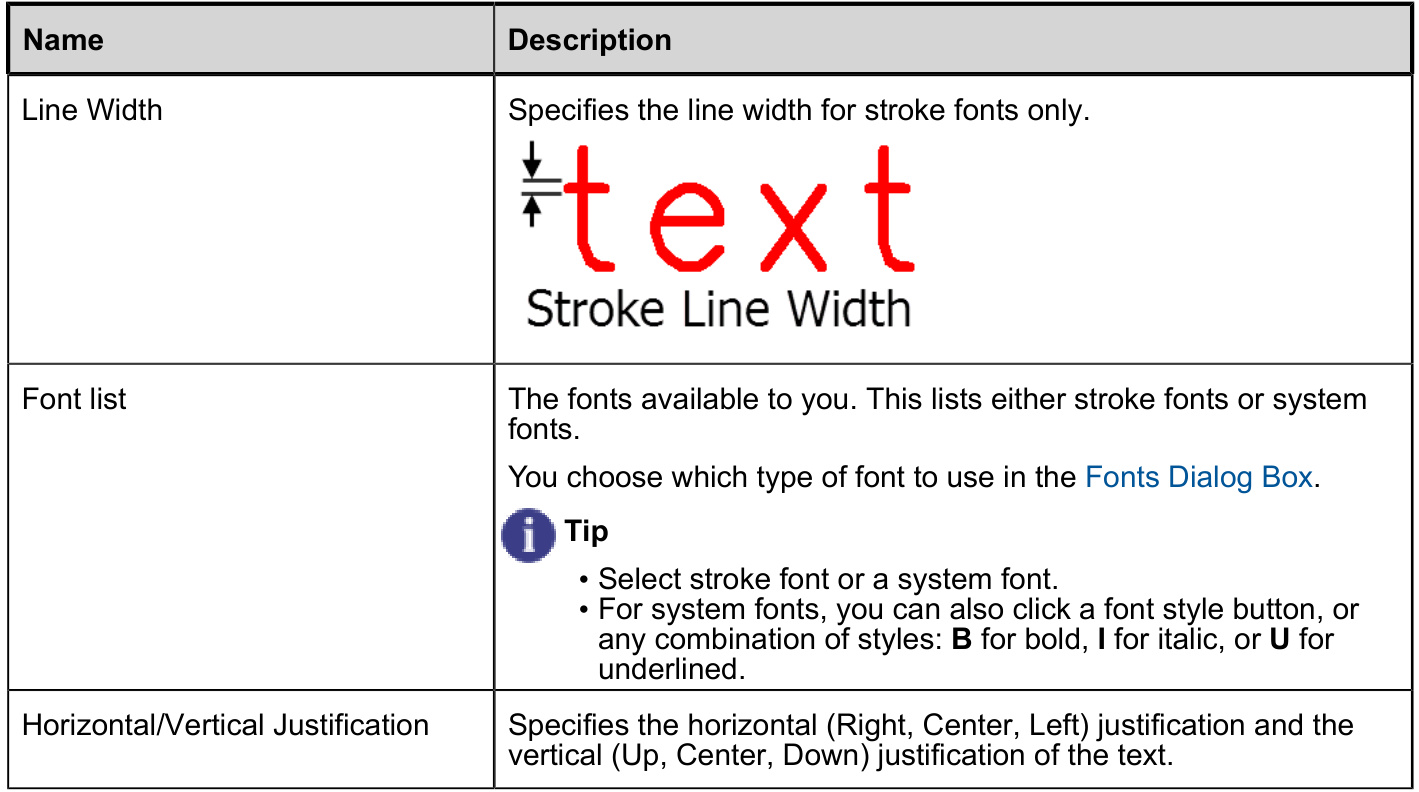 Name
Description
Line Width
Specifies the line width for stroke fonts only.
text
Stroke Line Width
Font list
The fonts available to you. This lists either stroke fonts or system
fonts.
You choose which type of font to use in the Fonts Dialog Box.
i Tip
• Select stroke font or a system font.
• For system fonts, you can also click a font style button, or
any combination of styles: B for bold, I for italic, or U for
underlined.
Horizontal/Vertical Justification
Specifies the horizontal (Right, Center, Left) justification and the
vertical (Up, Center, Down) justification of the text.